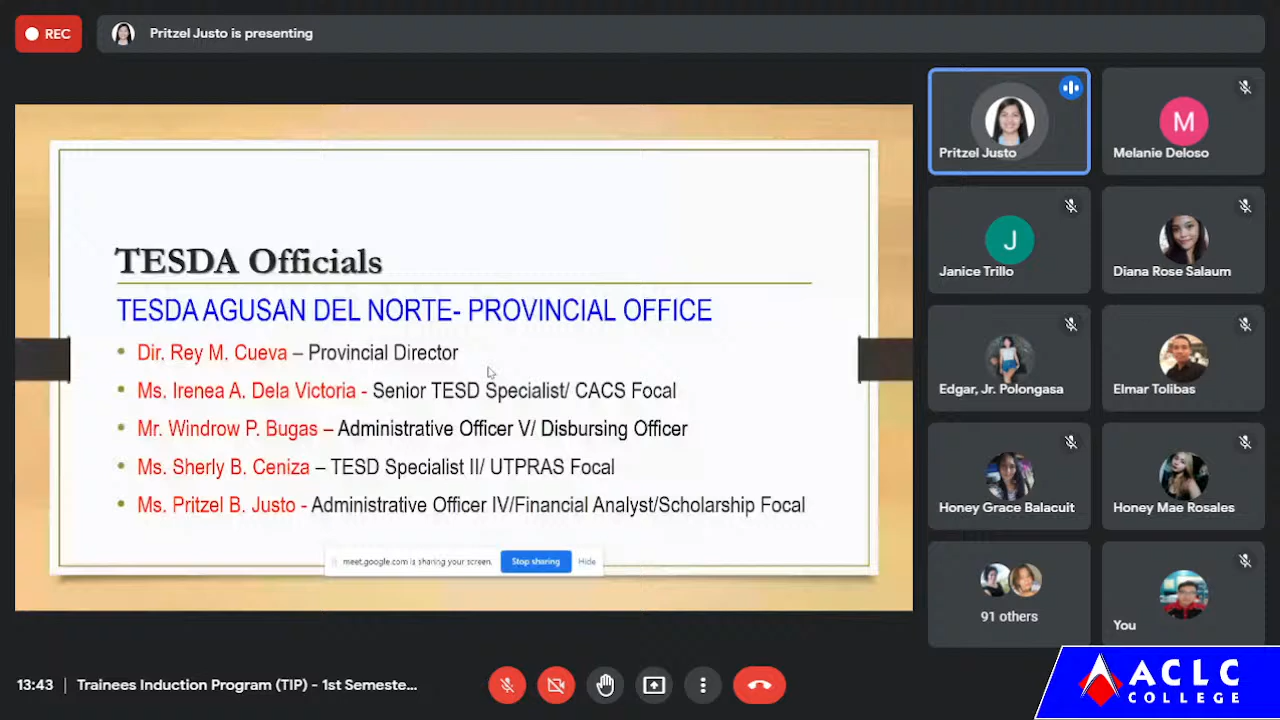 REC
Pritzel Justo is presenting
TESDA Officials
TESDA AGUSAN DEL NORTE- PROVINCIAL OFFICE
• Dir. Rey M. Cueva – Provincial Director
• Ms. Irenea A. Dela Victoria - Senior TESD Specialist/ CACS Focal
• Mr. Windrow P. Bugas – Administrative Officer V/ Disbursing Officer
• Ms. Sherly B. Ceniza – TESD Specialist II/ UTPRAS Focal
• Ms. Pritzel B. Justo - Administrative Officer IV/Financial Analyst/Scholarship Focal
meet.google.com is sharing your screen.
Stop sharing
Hide
Pritzel Justo
M
Melanie Deloso
J
Janice Trillo
Diana Rose Salaum
Edgar, Jr. Polongasa
Elmar Tolibas
Honey Grace Balacuit
Honey Mae Rosales
91 others
You
13:43 | Trainees Induction Program (TIP) - 1st Semeste...
ACLC
COLLEGE